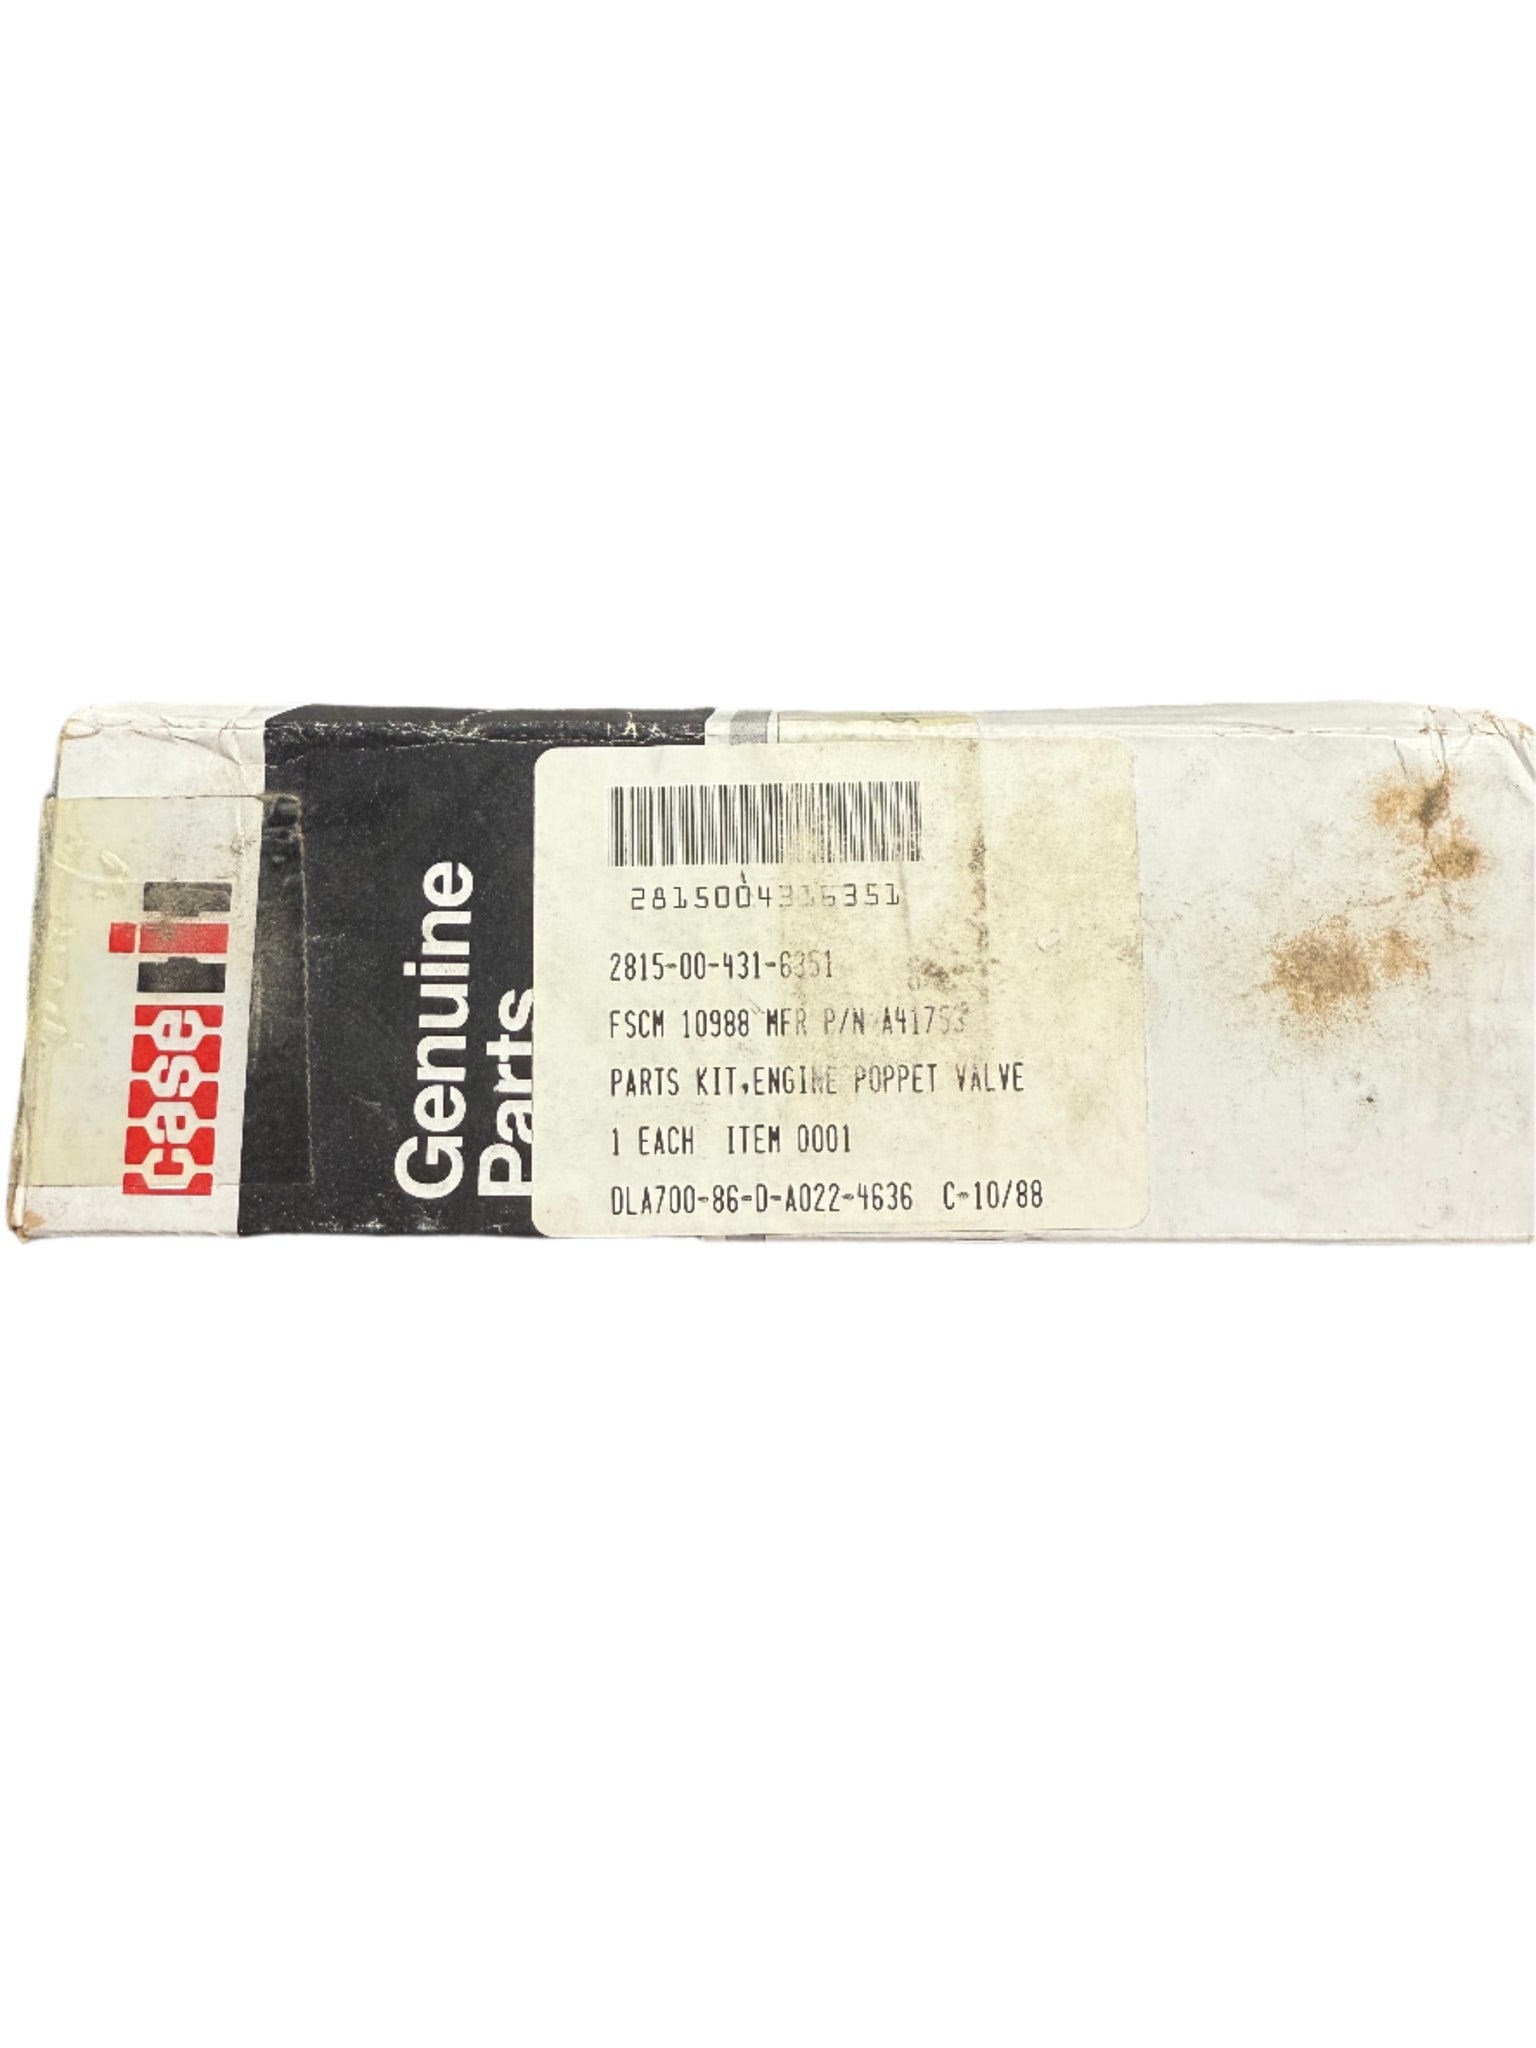 case ih
Genuine
Parts
2815004316351
2815-00-431-6351
FSCM 10988 MFR P/N A41753
PARTS KIT,ENGINE POPPET VALVE
1 EACH ITEM 0001
DLA700-86-D-A022-4636 C-10/88